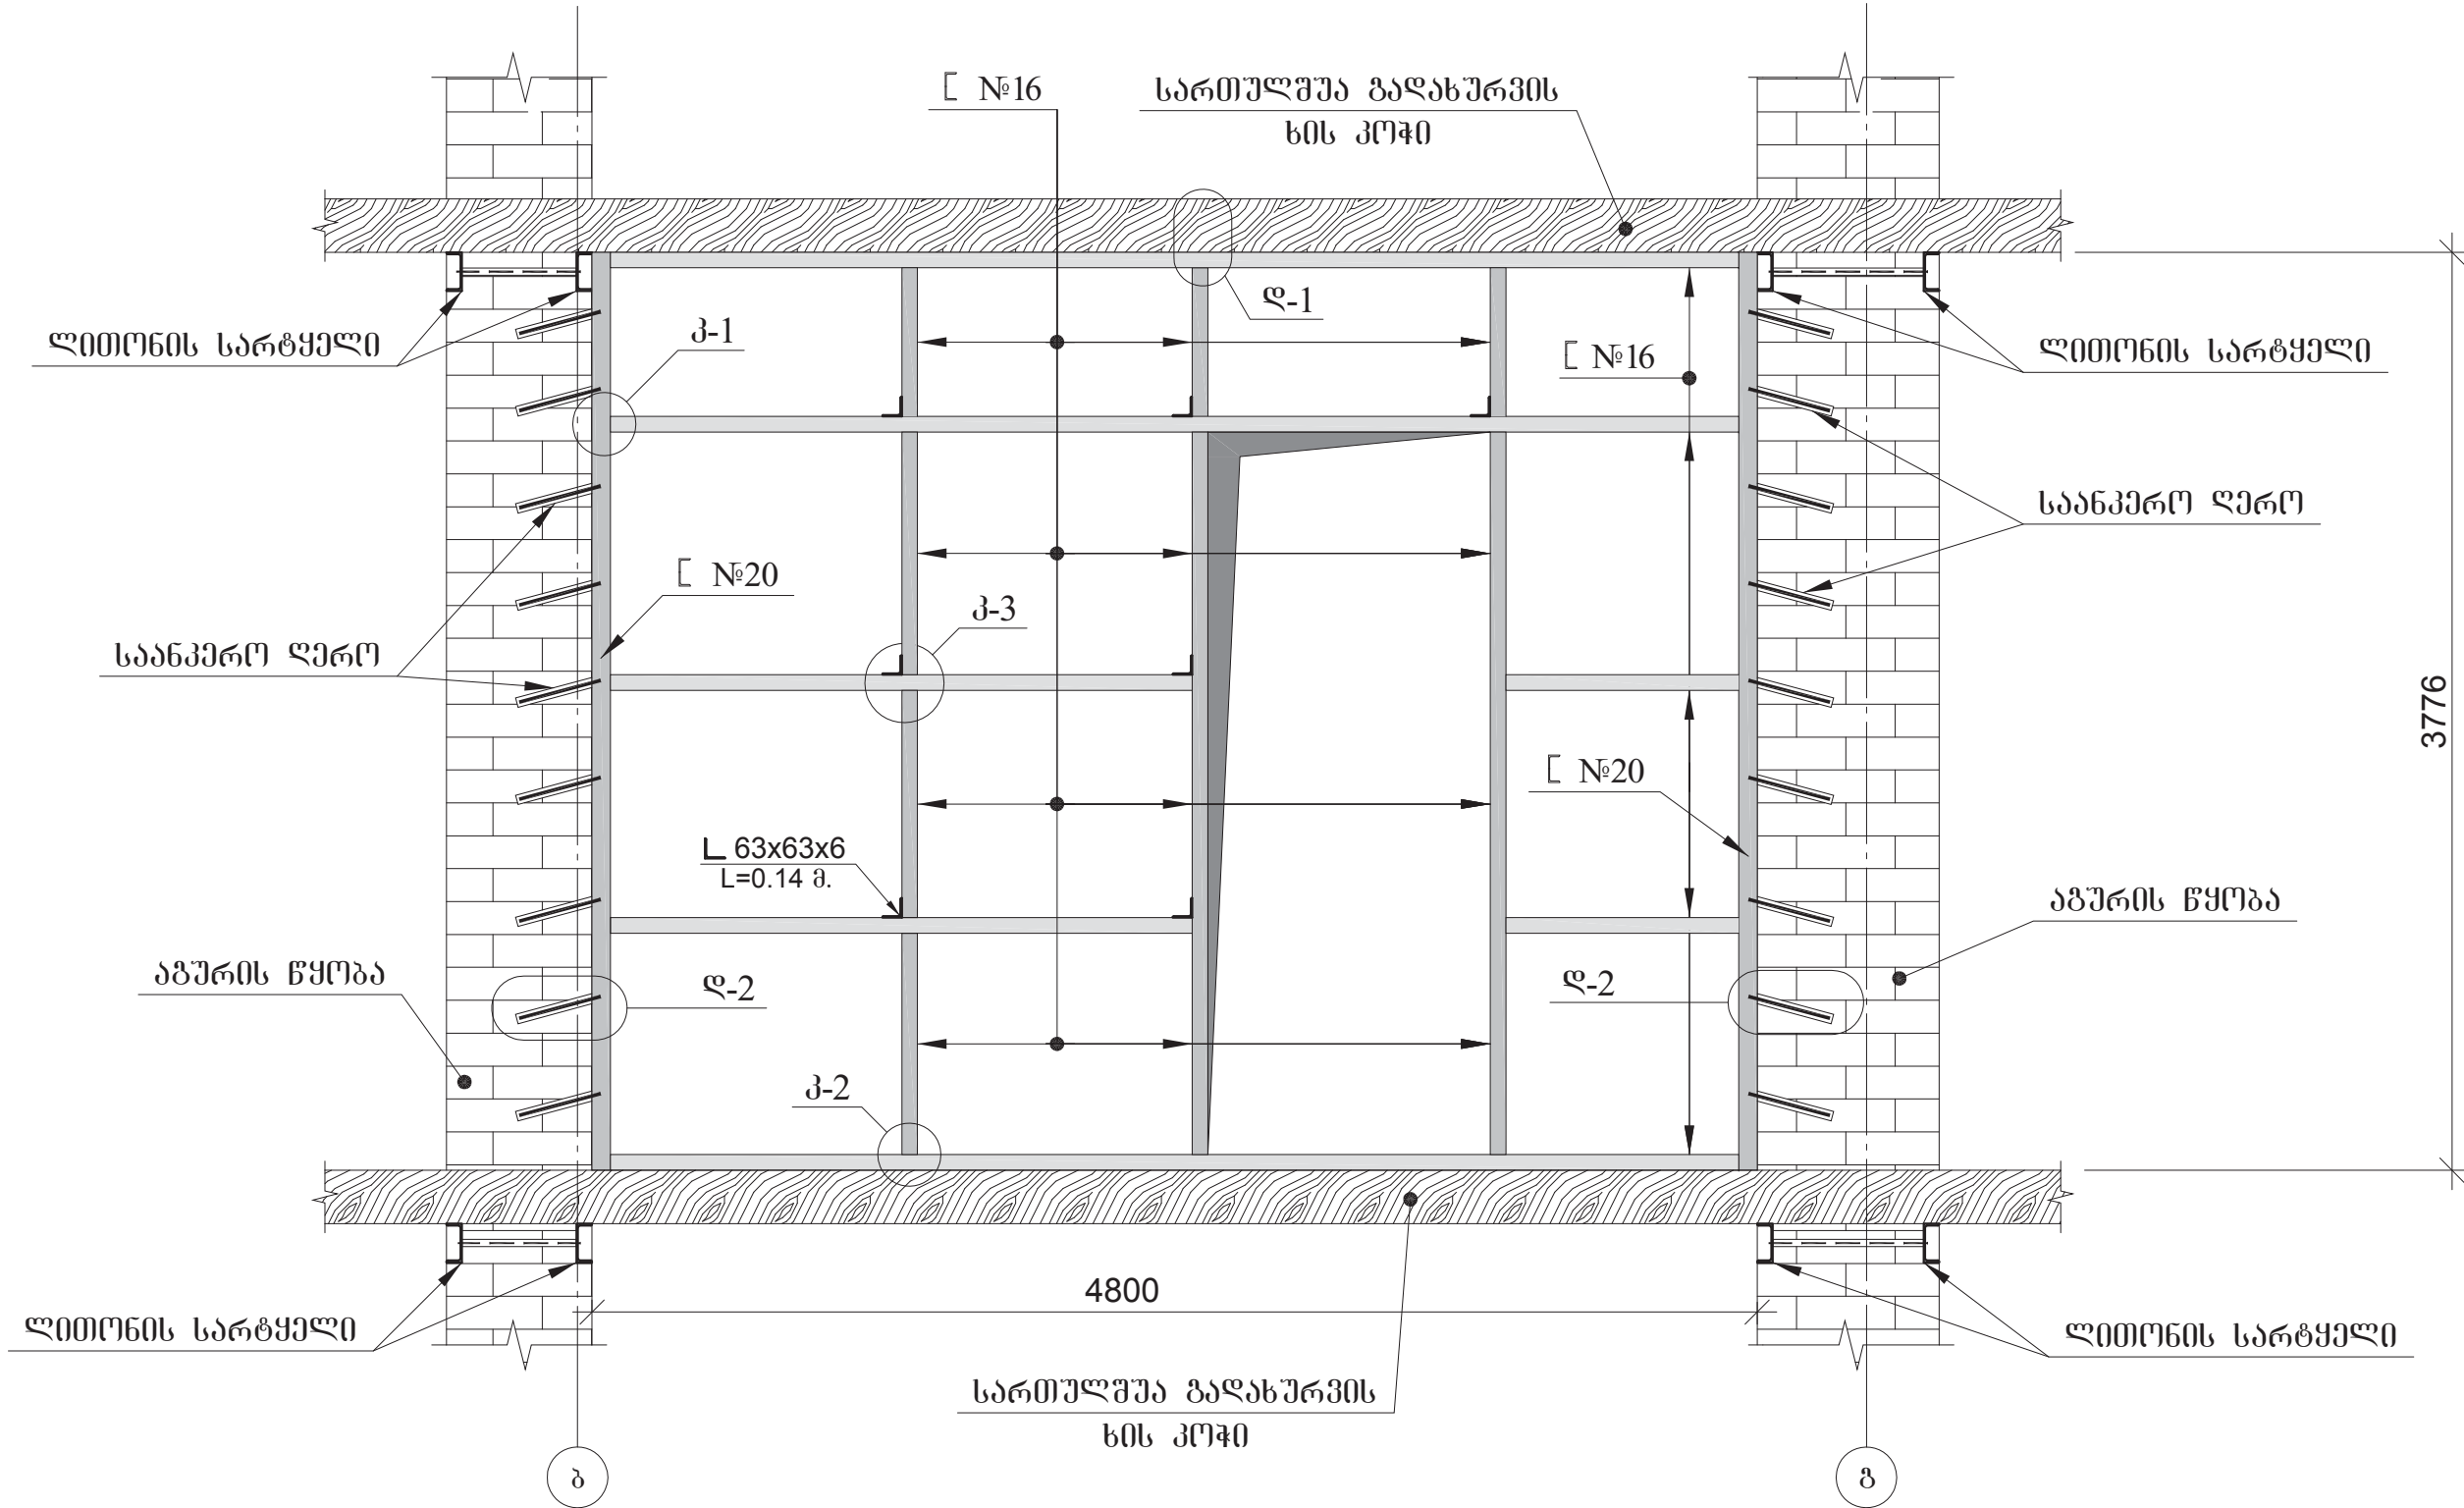 [ №16
სართულშუა გადახურვის
ხის კოჭი
დ-1
კ-1
ლითონის სარტყელი
[ №16
ლითონის სარტყელი
საანკერო ღერო
[ №20
კ-3
საანკერო ღერო
3776
[ №20
L 63x63x6
L=0.14 მ.
აგურის წყობა
აგურის წყობა
დ-2
დ-2
კ-2
4800
ლითონის სარტყელი
ლითონის სარტყელი
სართულშუა გადახურვის
ხის კოჭი
ბ
გ